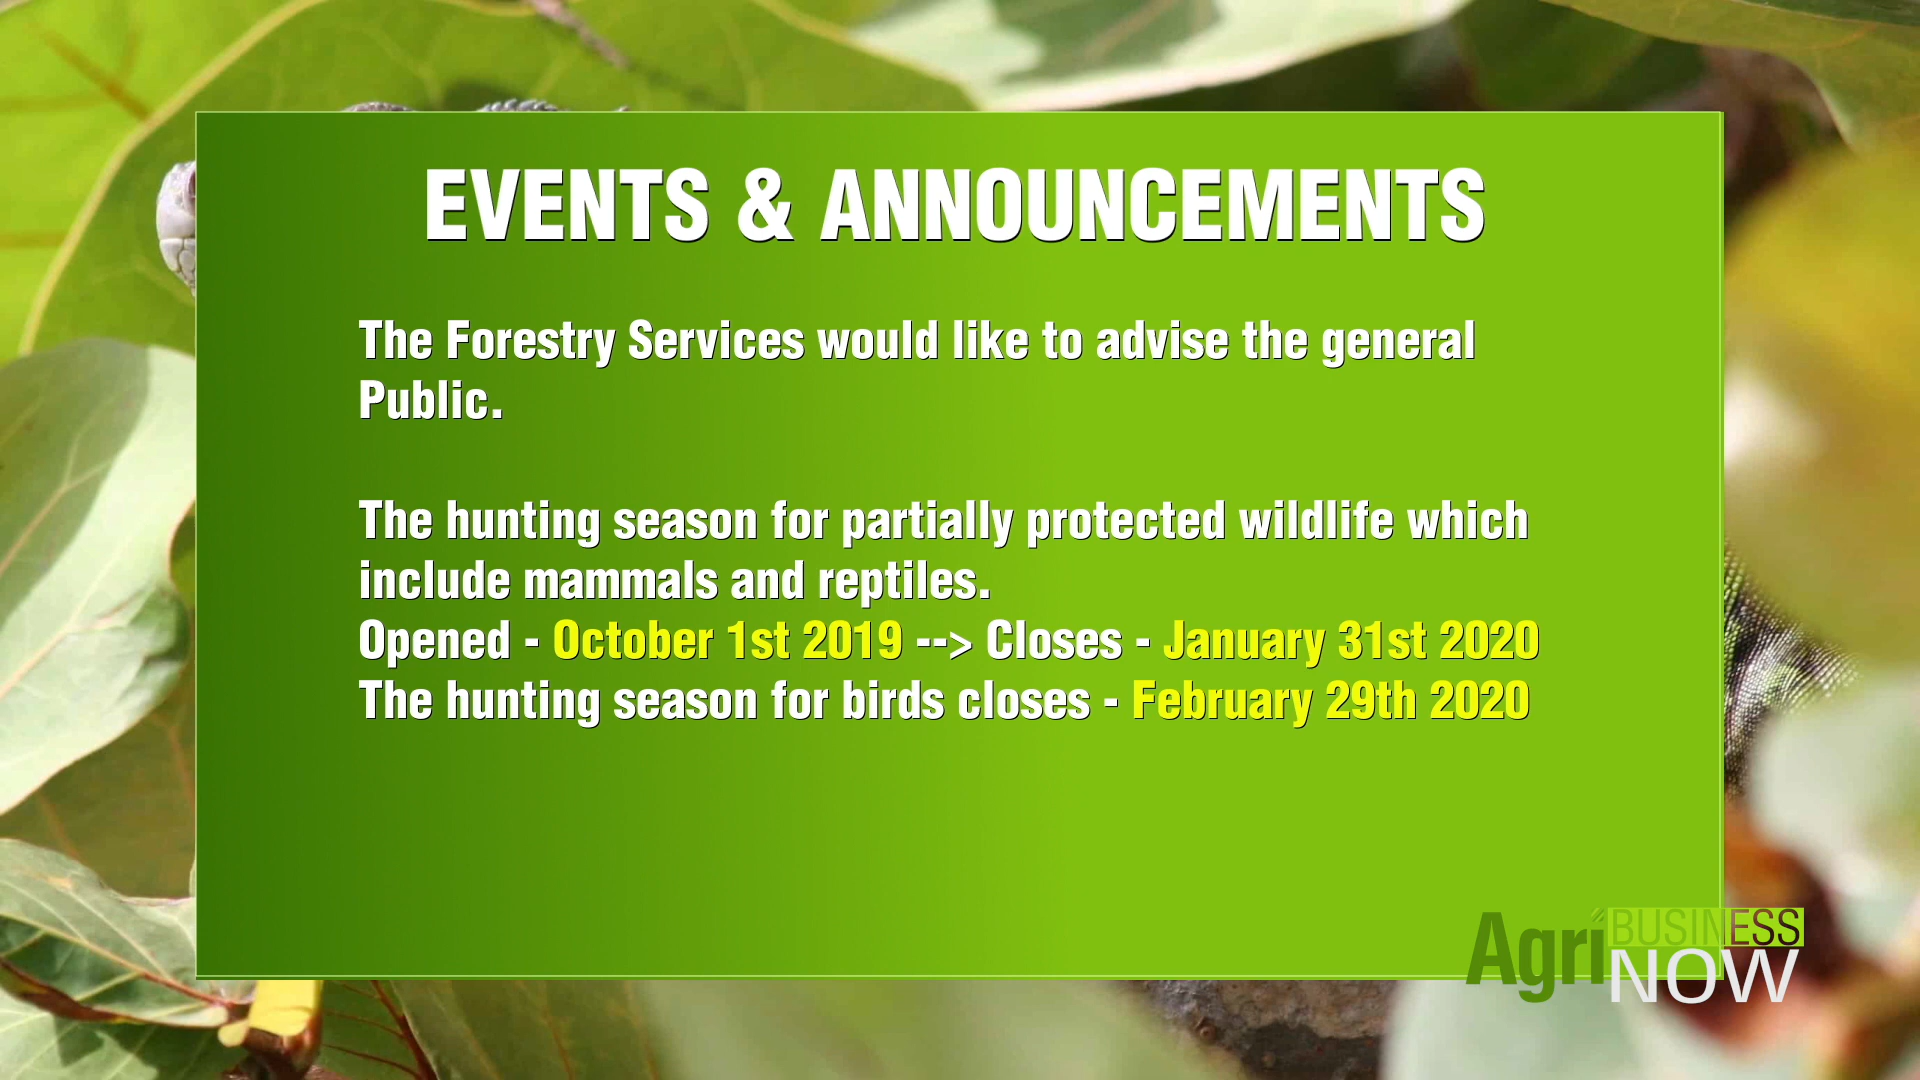 EVENTS & ANNOUNCEMENTS
The Forestry Services would like to advise the general
Public.
The hunting season for partially protected wildlife which
include mammals and reptiles.
Opened - October 1st 2019 --> Closes - January 31st 2020
The hunting season for birds closes - February 29th 2020
Agri BUSINESS
NOW